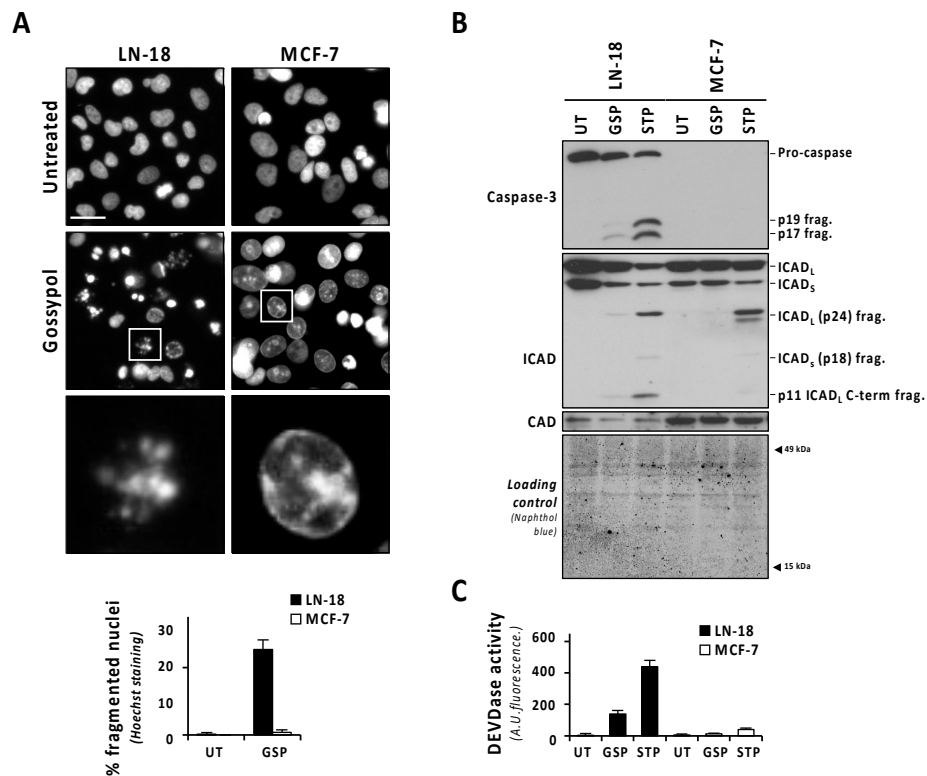 A
LN-18 MCF-7
Untreated
Gossypol
% fragmented nuclei
(Hoechst staining)
LN-18
MCF-7
30
20
10
0
UT GSP
B
LN-18 MCF-7
UT GSP STP UT GSP STP
Caspase-3
Pro-caspase
p19 frag.
p17 frag.
ICAD
ICADL
ICADS
ICADL (p24) frag.
ICADs (p18) frag.
p11 ICADL C-term frag.
CAD
Loading
control
(Naphthol
blue)
49 kDa
15 kDa
C
DEVDase activity
(A.U.fluorescence.)
LN-18
MCF-7
600
400
200
0
UT GSP STP UT GSP STP